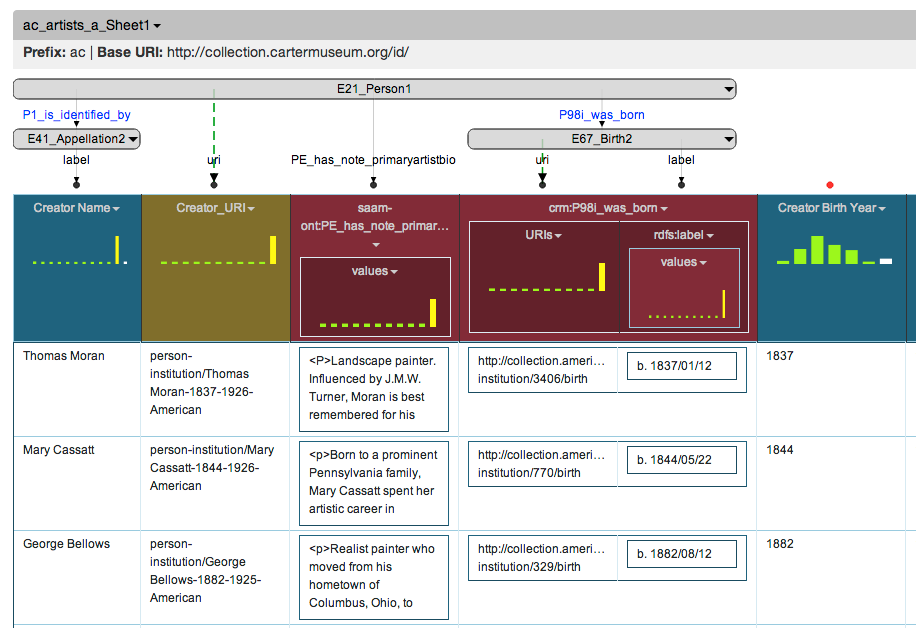 ac_artists_a_Sheet1
Prefix: ac | Base URI: http://collection.cartermuseum.org/id/
E21_Person1
P1_is_identified_by
P98i_was_born
E41_Appellation2
E67_Birth2
label
uri
PE_has_note_primaryartistbio
uri
label
Creator Name
Creator_URI
saam-
ont:PE_has_note_primar...
values
crm:P98i_was_born
URIs
rdfs:label
values
Creator Birth Year
Thomas Moran
person-
institution/Thomas
Moran-1837-1926-
American
<P>Landscape painter.
Influenced by J.M.W.
Turner, Moran is best
remembered for his
http://collection.ameri...
institution/3406/birth
b. 1837/01/12
1837
Mary Cassatt
person-institution/Mary
Cassatt-1844-1926-
American
<p>Born to a prominent
Pennsylvania family,
Mary Cassatt spent her
artistic career in
http://collection.ameri...
institution/770/birth
b. 1844/05/22
1844
George Bellows
person-
institution/George
Bellows-1882-1925-
American
<p>Realist painter who
moved from his
hometown of
Columbus, Ohio, to
http://collection.ameri...
institution/329/birth
b. 1882/08/12
1882